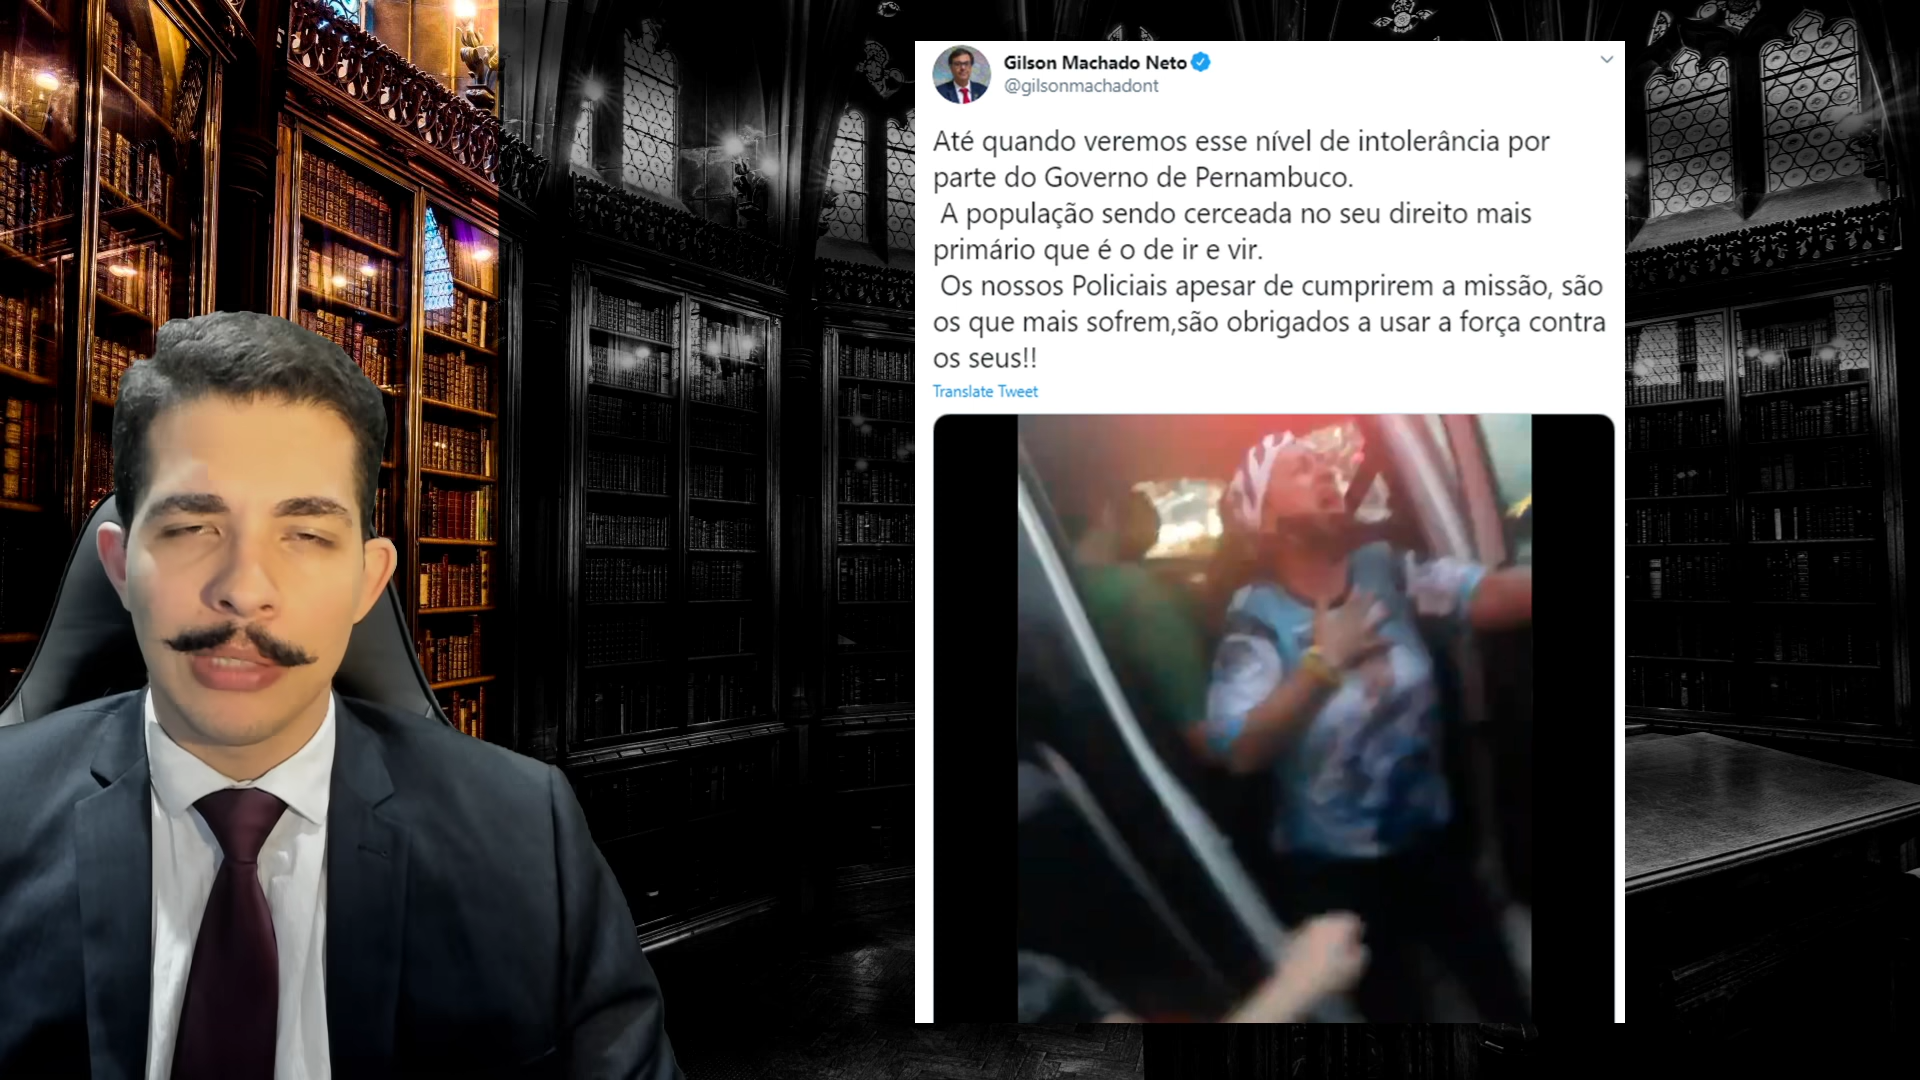 Gilson Machado Neto
@gilsonmachadont
Até quando veremos esse nível de intolerância por
parte do Governo de Pernambuco.
A população sendo cerceada no seu direito mais
primário que é o de ir e vir.
Os nossos Policiais apesar de cumprirem a missão, são
os que mais sofrem,são obrigados a usar a força contra
os seus!!
Translate Tweet